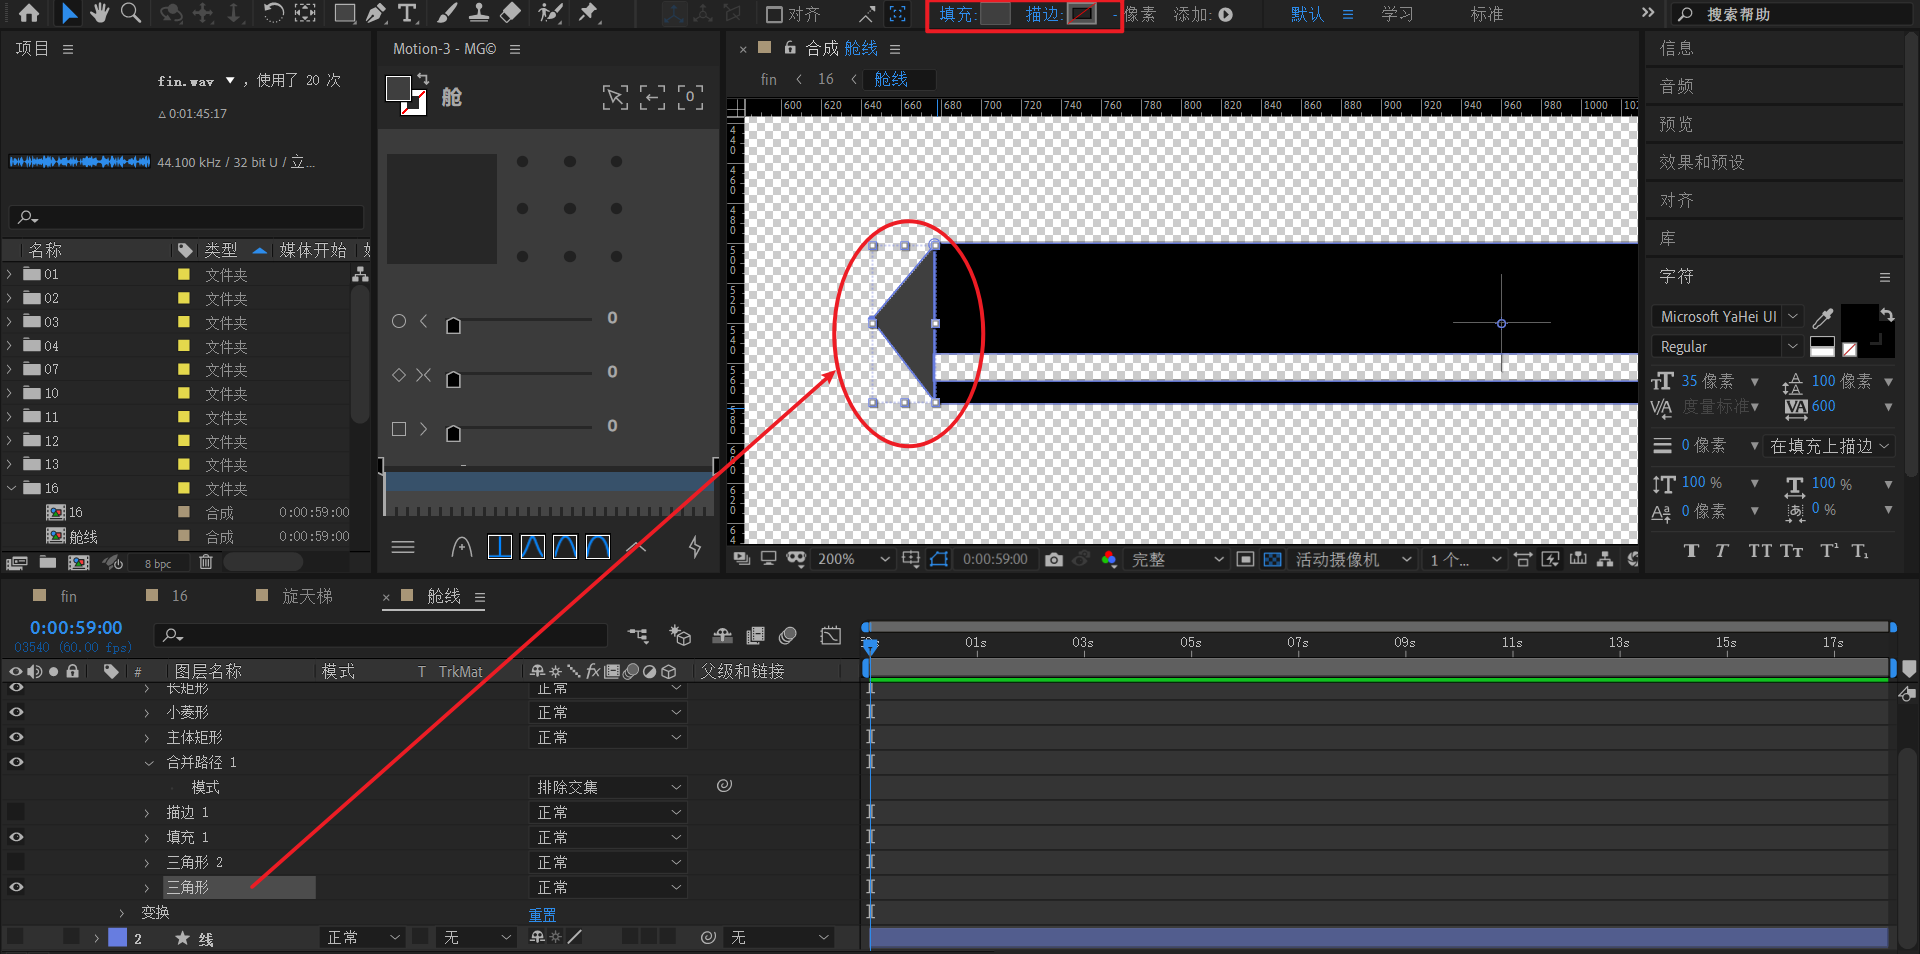 对齐
填充:
描边:
- 像素
添加:
默认
学习
标准
搜索帮助
项目
fin.wav ▼ ，使用了 20 次
△ 0:01:45:17
44.100 kHz / 32 bit U / 立...
名称
类型
媒体开始
01 文件夹
02 文件夹
03 文件夹
04 文件夹
07 文件夹
10 文件夹
11 文件夹
12 文件夹
13 文件夹
16 文件夹
16 合成 0:00:59:00
舱线 合成 0:00:59:00
8 bpc
Motion-3 - MG©
舱
0
0
0
0
合成 舱线
fin < 16 < 舱线
600 620 640 660 680 700 720 740 760 780 800 820 840 860 880 900 920 940 960 980 1000 102
440
460
480
500
520
540
560
580
600
620
64
200%
0:00:59:00
完整
活动摄像机
1 个...
信息
音频
预览
效果和预设
对齐
库
字符
Microsoft YaHei UI
Regular
35 像素
100 像素
度量标准
600
0 像素
在填充上描边
100 %
100 %
0 像素
0 %
fin
16
旋天梯
舱线
0:00:59:00
03540 (60.00 fps)
# 图层名称 模式 T TrkMat 父级和链接
01s 03s 05s 07s 09s 11s 13s 15s 17s
长矩形 正常
小菱形 正常
主体矩形 正常
合并路径 1
模式 排除交集
描边 1 正常
填充 1 正常
三角形 2 正常
三角形 正常
变换 重置
2 线 正常 无 无